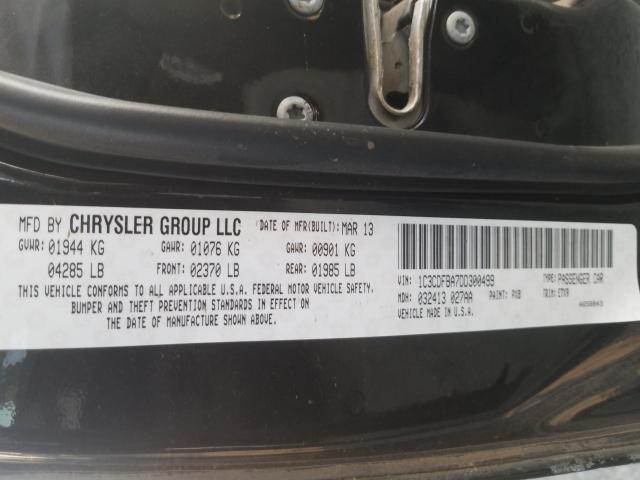 MFD BY CHRYSLER GROUP LLC DATE OF MFR(BUILT): MAR 13
GVWR: 01944 KG GAWR: 01076 KG GAWR: 00901 KG
04285 LB FRONT: 02370 LB REAR: 01985 LB
THIS VEHICLE CONFORMS TO ALL APPLICABLE U.S.A. FEDERAL MOTOR VEHICLE SAFETY,
BUMPER AND THEFT PREVENTION STANDARDS IN EFFECT ON
THE DATE OF MANUFACTURE SHOWN ABOVE.
VIN: 1C3CDFBA7DD300499 TYPE: PASSENGER CAR
MDH: 032413 027AA PAINT: PXB TRIM: E7X9
VEHICLE MADE IN U.S.A.